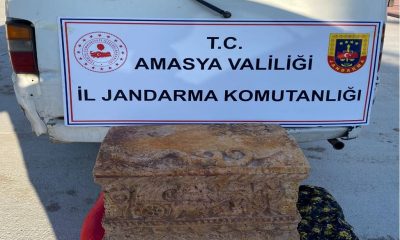 T.C.
AMASYA VALİLİĞİ
İL JANDARMA KOMUTANLIĞI